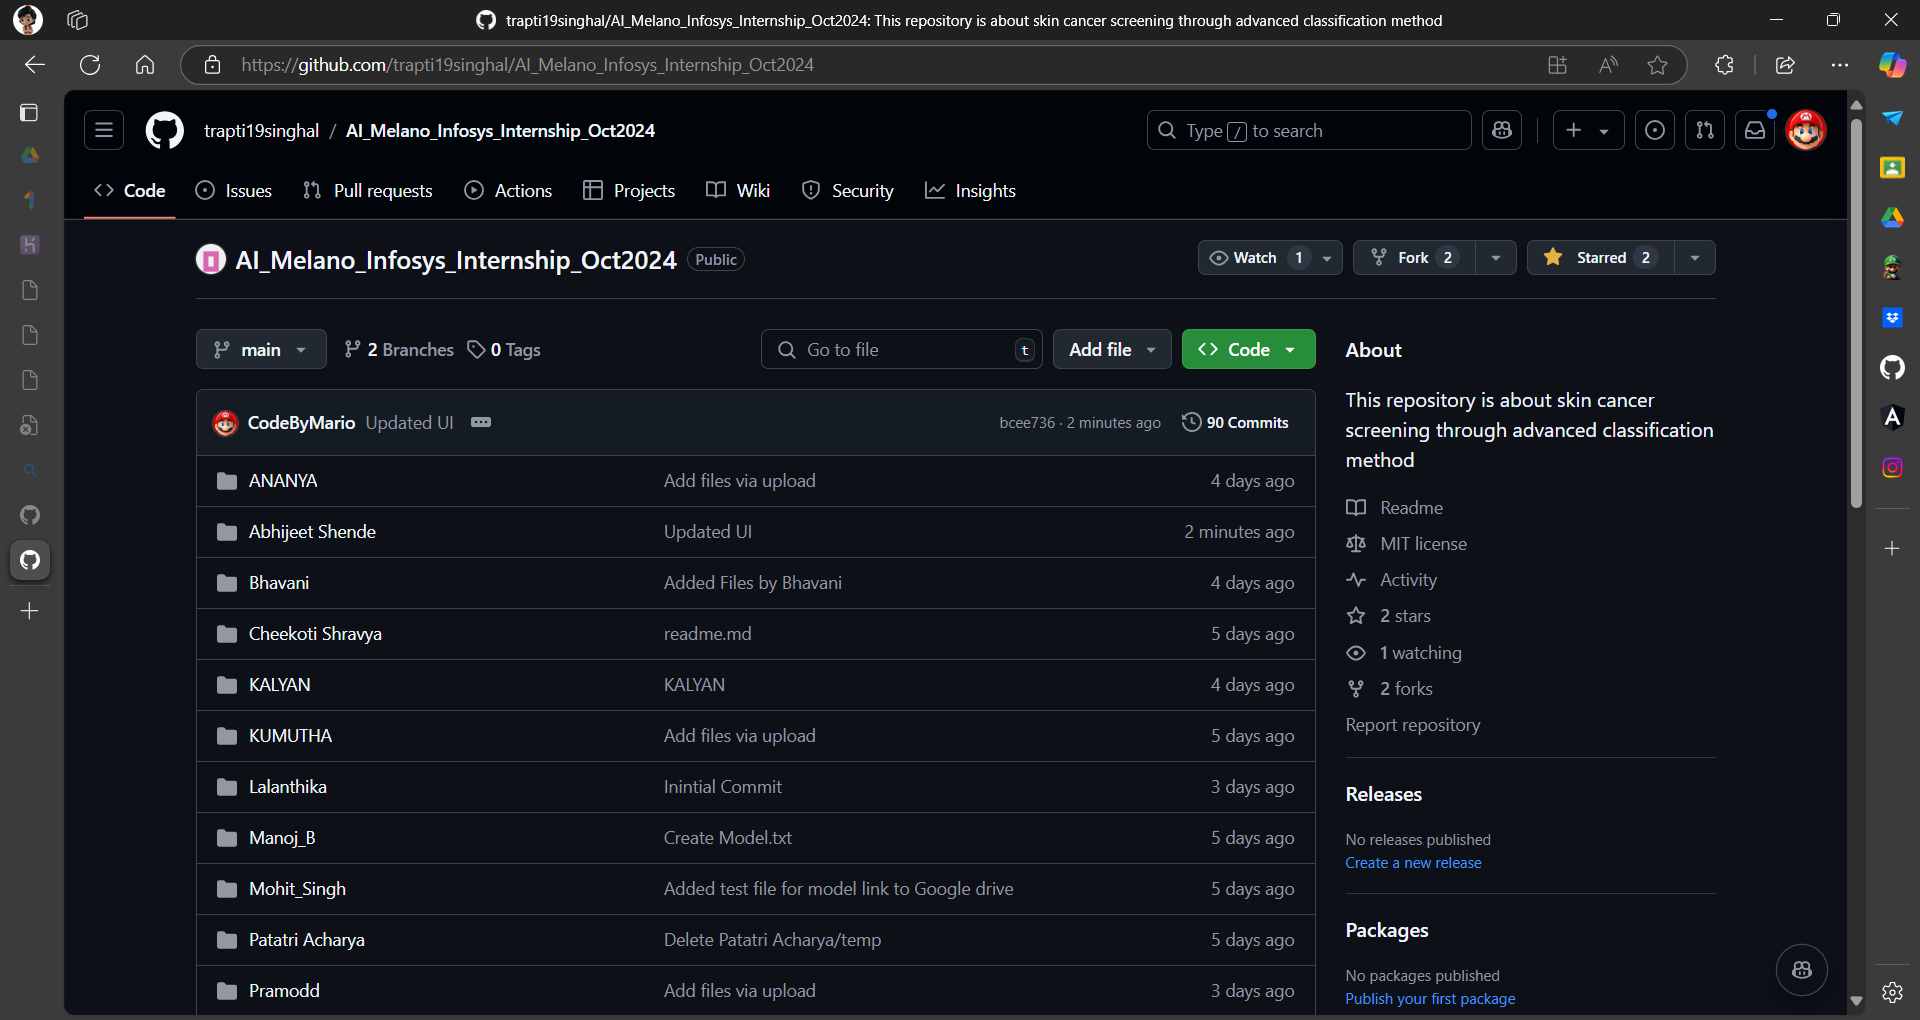 trapti19singhal/AI_Melano_Infosys_Internship_Oct2024: This repository is about skin cancer screening through advanced classification method
https://github.com/trapti19singhal/AI_Melano_Infosys_Internship_Oct2024
trapti19singhal / AI_Melano_Infosys_Internship_Oct2024
Type / to search
Code Issues Pull requests Actions Projects Wiki Security Insights
AI_Melano_Infosys_Internship_Oct2024 Public
Watch 1 Fork 2 Starred 2
main 2 Branches 0 Tags
Go to file t Add file Code
CodeByMario Updated UI
bcee736 · 2 minutes ago 90 Commits
ANANYA Add files via upload 4 days ago
Abhijeet Shende Updated UI 2 minutes ago
Bhavani Added Files by Bhavani 4 days ago
Cheekoti Shravya readme.md 5 days ago
KALYAN KALYAN 4 days ago
KUMUTHA Add files via upload 5 days ago
Lalanthika Inintial Commit 3 days ago
Manoj_B Create Model.txt 5 days ago
Mohit_Singh Added test file for model link to Google drive 5 days ago
Patatri Acharya Delete Patatri Acharya/temp 5 days ago
Pramodd Add files via upload 3 days ago
About
This repository is about skin cancer
screening through advanced classification
method
Readme
MIT license
Activity
2 stars
1 watching
2 forks
Report repository
Releases
No releases published
Create a new release
Packages
No packages published
Publish your first package